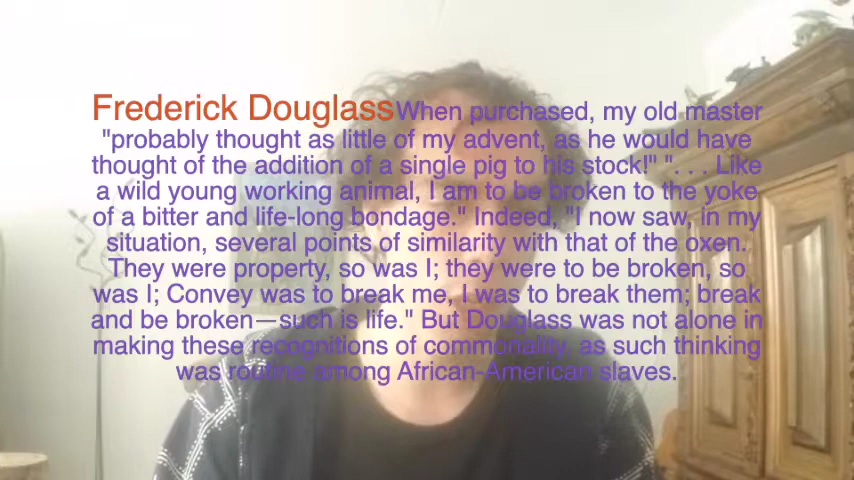 Frederick Douglass When purchased, my old master
"probably thought as little of my advent, as he would have
thought of the addition of a single pig to his stock!" ". . . Like
a wild young working animal, I am to be broken to the yoke
of a bitter and life-long bondage." Indeed, "I now saw, in my
situation, several points of similarity with that of the oxen.
They were property, so was I; they were to be broken, so
was I; Convey was to break me, I was to break them; break
and be broken—such is life." But Douglass was not alone in
making these recognitions of commonality, as such thinking
was routine among African-American slaves.